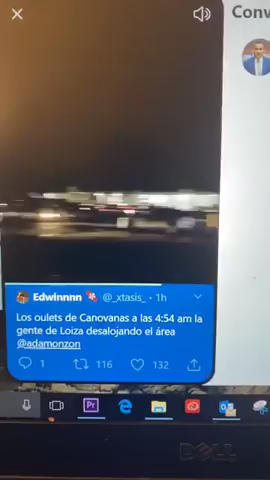 Conv
Edwinnnn @_xtasis_ · 1h
Los oulets de Canovanas a las 4:54 am la
gente de Loiza desalojando el área
@adamonzon
1 116 132
Pr
DELL